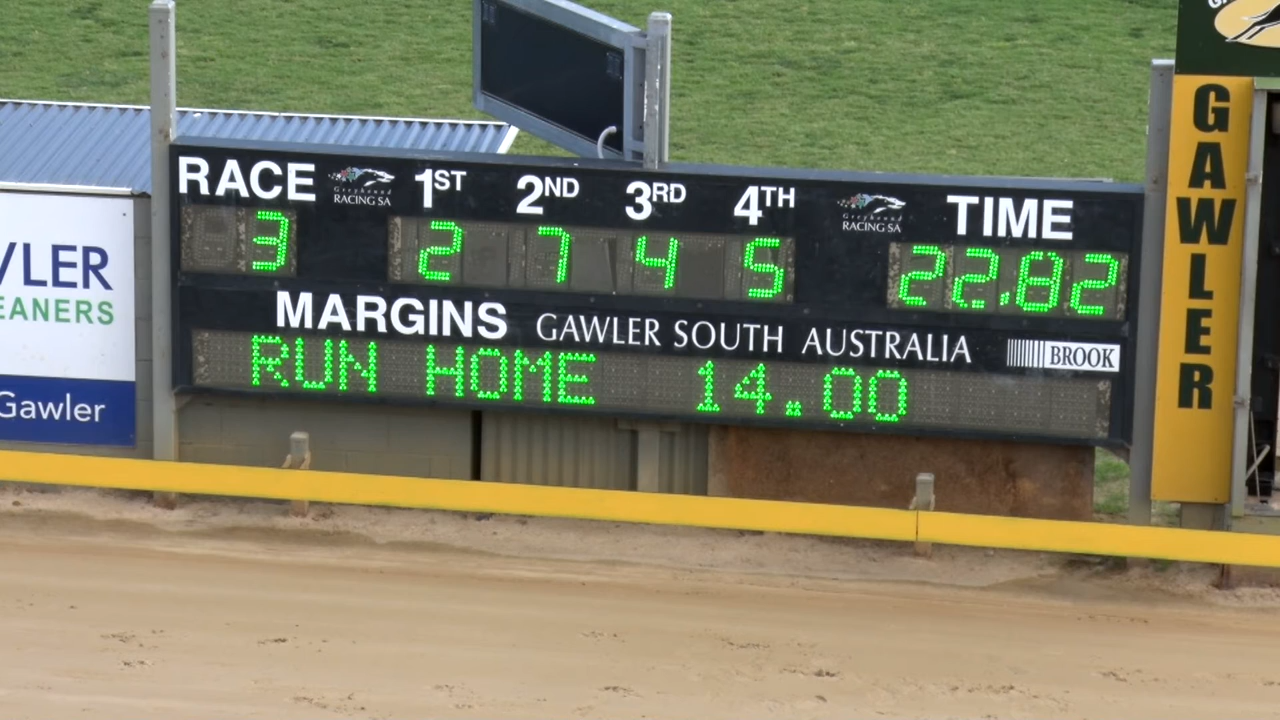 RACE
Greyhound
RACING SA
1ST 2ND 3RD 4TH
Greyhound
RACING SA
TIME
3 2 7 4 5 22.82
MARGINS GAWLER SOUTH AUSTRALIA BROOK
RUN HOME 14.00
GAWLER
EANERS
Gawler